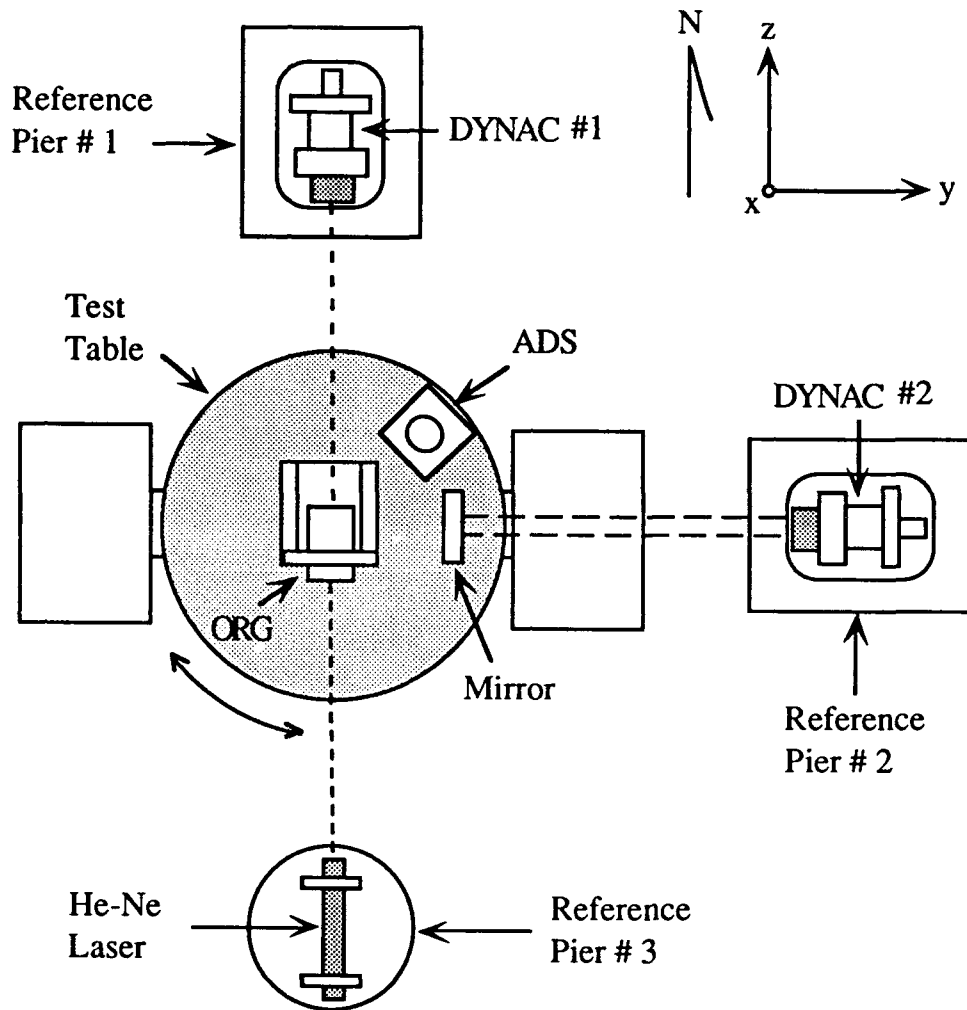 N
z
y
x
Reference
Pier # 1
DYNAC #1
Test
Table
ADS
DYNAC #2
ORG
Mirror
Reference
Pier # 2
He-Ne
Laser
Reference
Pier # 3